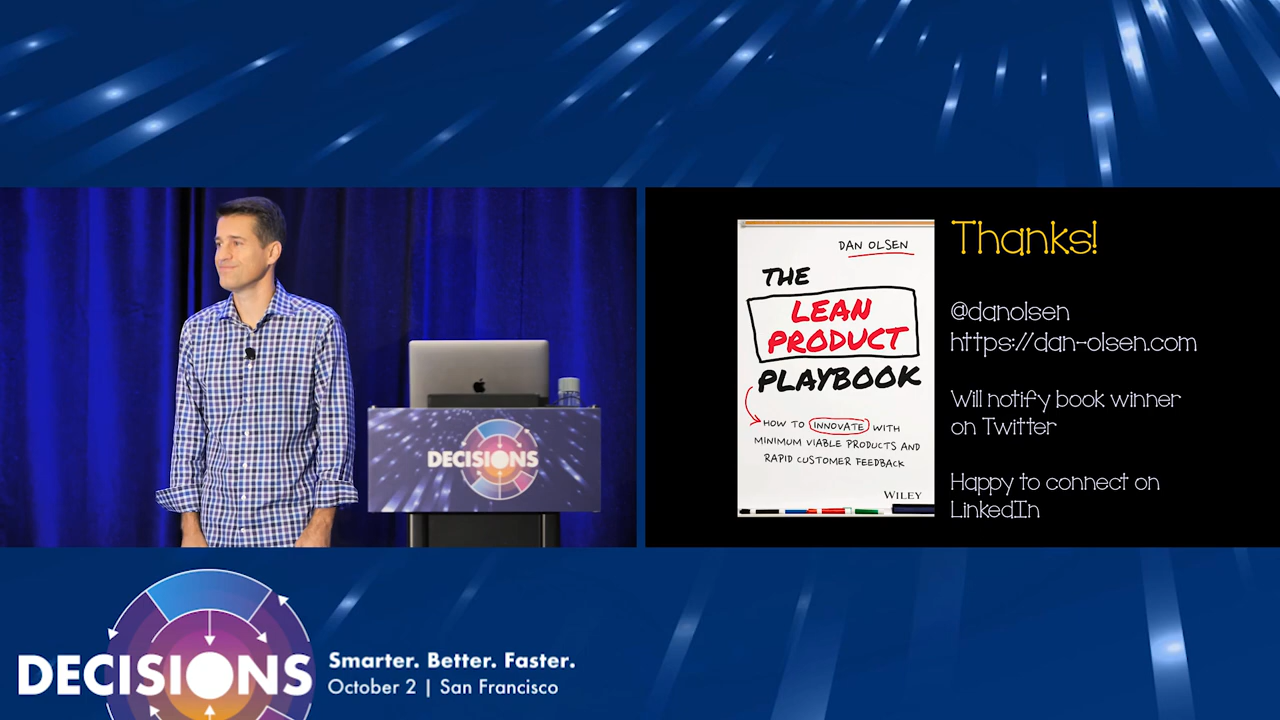 DECISIONS
DAN OLSEN
THE
LEAN
PRODUCT
PLAYBOOK
HOW TO INNOVATE WITH
MINIMUM VIABLE PRODUCTS AND
RAPID CUSTOMER FEEDBACK
WILEY
Thanks!
@danolsen
https://dan-olsen.com
Will notify book winner
on Twitter
Happy to connect on
LinkedIn
DECISIONS
Smarter. Better. Faster.
October 2 | San Francisco